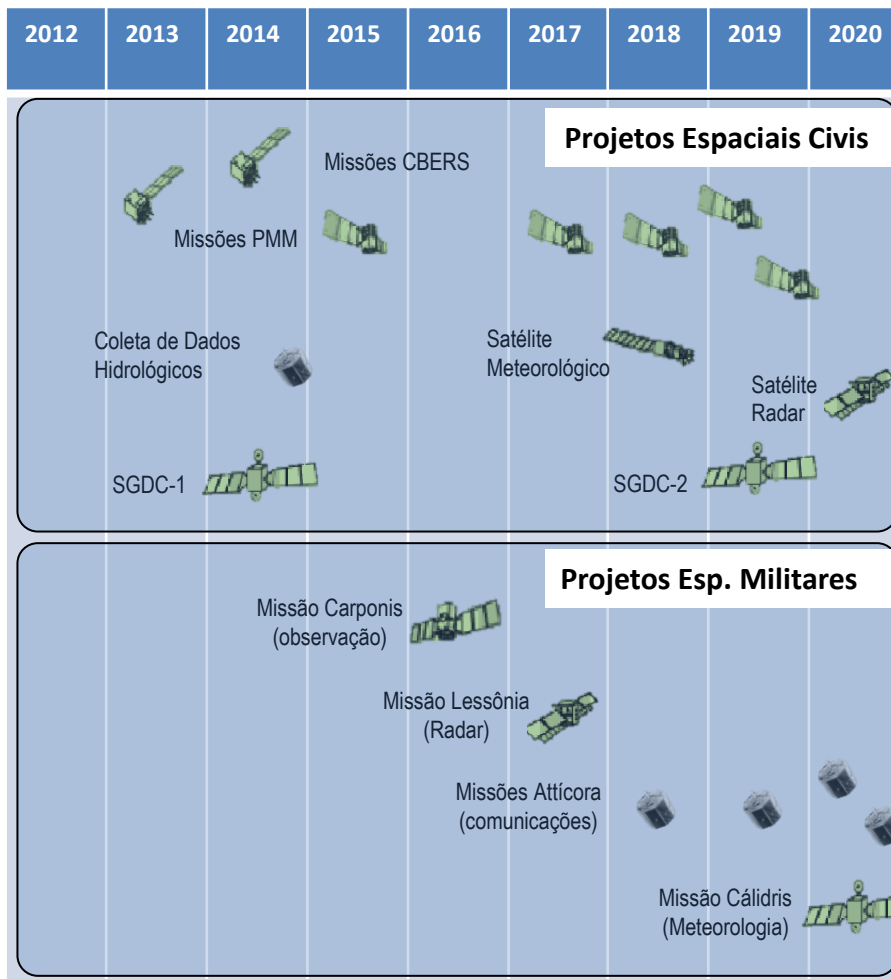 2012 2013 2014 2015 2016 2017 2018 2019 2020
Projetos Espaciais Civis
Missões CBERS
Missões PMM
Coleta de Dados
Hidrológicos
Satélite
Meteorológico
Satélite
Radar
SGDC-1
SGDC-2
Projetos Esp. Militares
Missão Carponis
(observação)
Missão Lessônia
(Radar)
Missões Attícora
(comunicações)
Missão Cálidris
(Meteorologia)